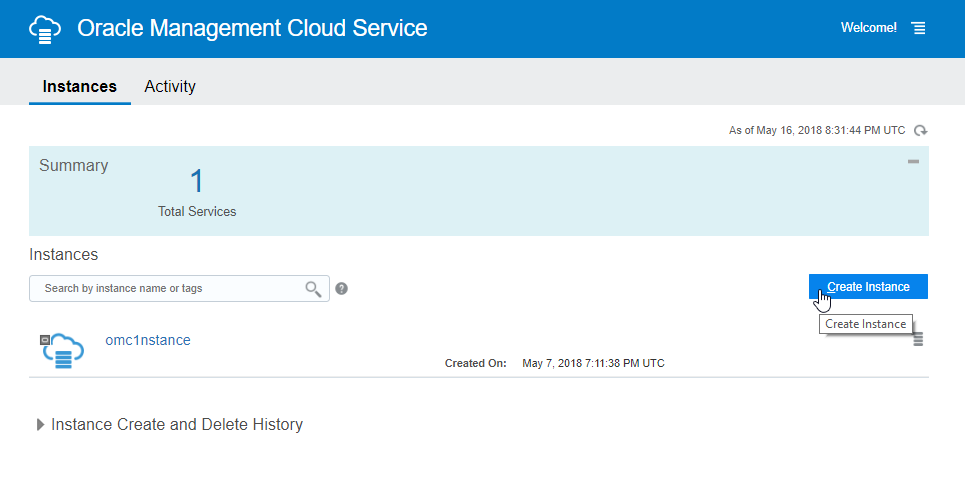 Oracle Management Cloud Service
Welcome!
Instances Activity
As of May 16, 2018 8:31:44 PM UTC
Summary
1
Total Services
Instances
Search by instance name or tags
?
Create Instance
Create Instance
omc1nstance
Created On: May 7, 2018 7:11:38 PM UTC
Instance Create and Delete History